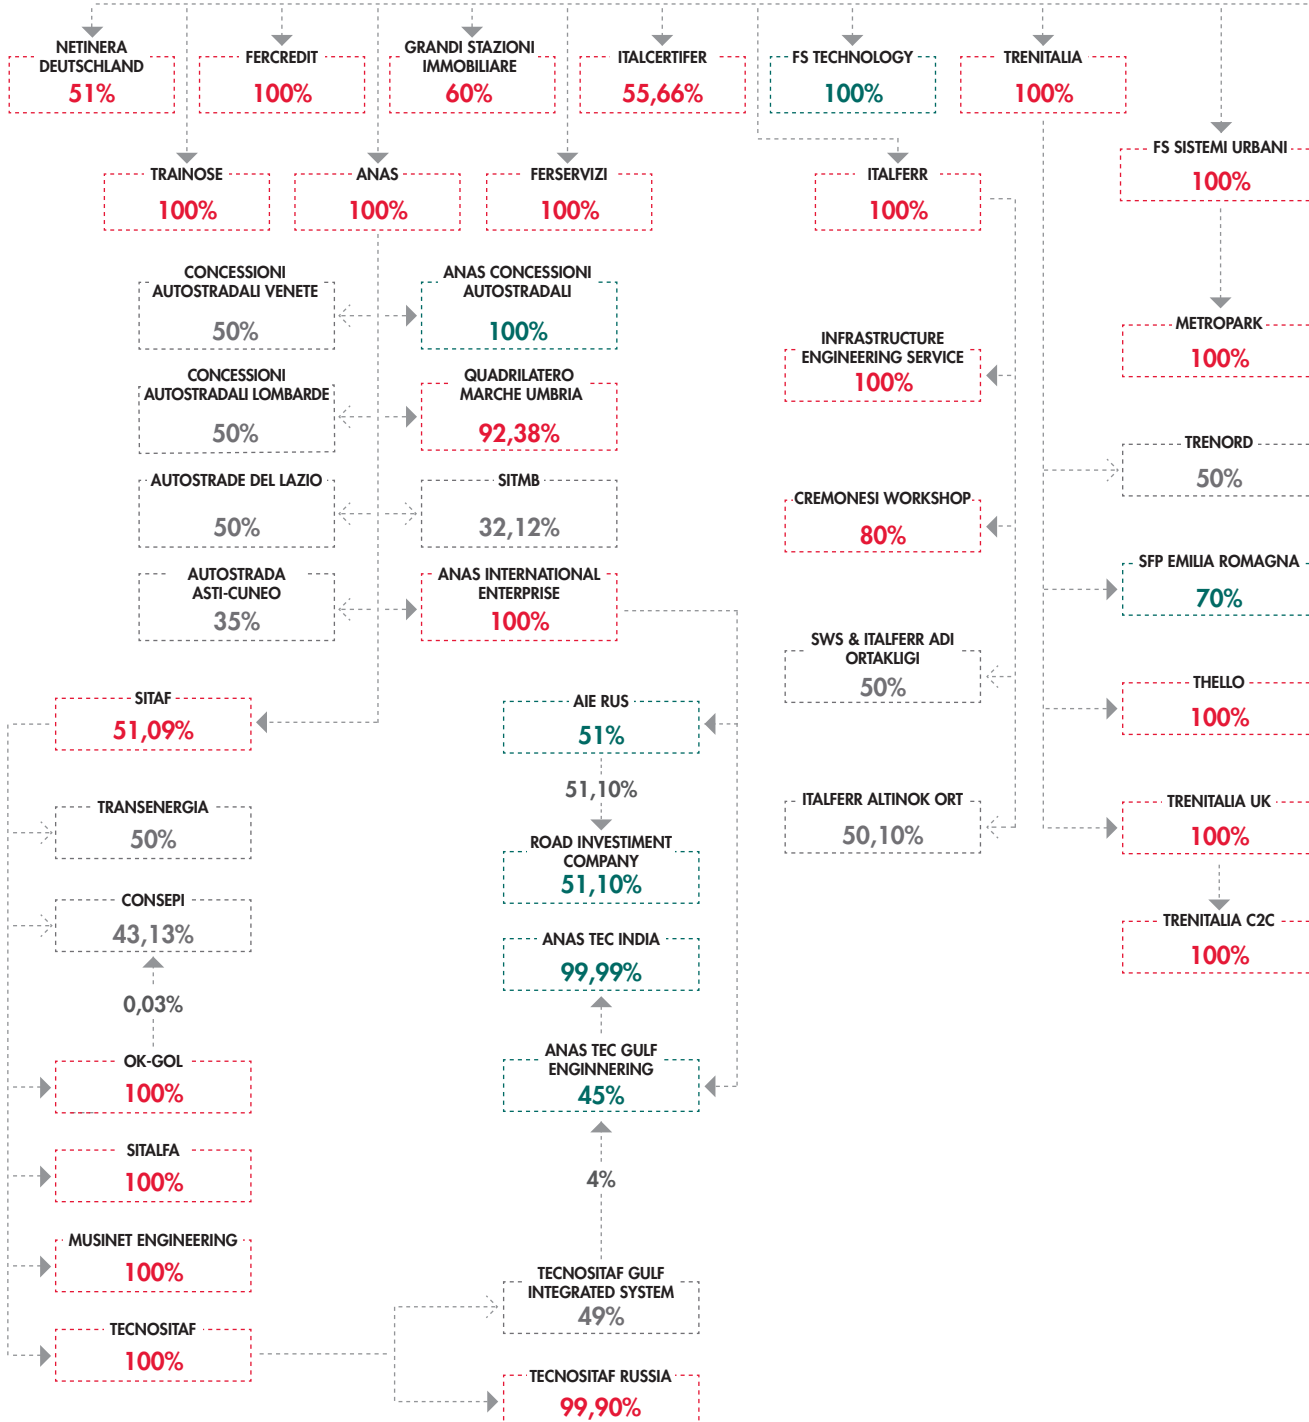 NETINERA
DEUTSCHLAND
51%
FERCREDIT
100%
GRANDI STAZIONI
IMMOBILIARE
60%
ITALCERTIFER
55,66%
FS TECHNOLOGY
100%
TRENITALIA
100%
TRAINOSE
100%
ANAS
100%
FERSERVIZI
100%
ITALFERR
100%
FS SISTEMI URBANI
100%
CONCESSIONI
AUTOSTRADALI VENETE
50%
ANAS CONCESSIONI
AUTOSTRADALI
100%
CONCESSIONI
AUTOSTRADALI LOMBARDE
50%
QUADRILATERO
MARCHE UMBRIA
92,38%
AUTOSTRADE DEL LAZIO
50%
SITMB
32,12%
AUTOSTRADA
ASTI-CUNEO
35%
ANAS INTERNATIONAL
ENTERPRISE
100%
INFRASTRUCTURE
ENGINEERING SERVICE
100%
CREMONESI WORKSHOP
80%
SWS & ITALFERR ADI
ORTAKLIGI
50%
ITALFERR ALTINOK ORT
50,10%
METROPARK
100%
TRENORD
50%
SFP EMILIA ROMAGNA
70%
THELLO
100%
TRENITALIA UK
100%
TRENITALIA C2C
100%
SITAF
51,09%
TRANSENERGIA
50%
CONSEPI
43,13%
0,03%
OK-GOL
100%
SITALFA
100%
MUSINET ENGINEERING
100%
TECNOSITAF
100%
AIE RUS
51%
51,10%
ROAD INVESTIMENT
COMPANY
51,10%
ANAS TEC INDIA
99,99%
ANAS TEC GULF
ENGINNERING
45%
4%
TECNOSITAF GULF
INTEGRATED SYSTEM
49%
TECNOSITAF RUSSIA
99,90%